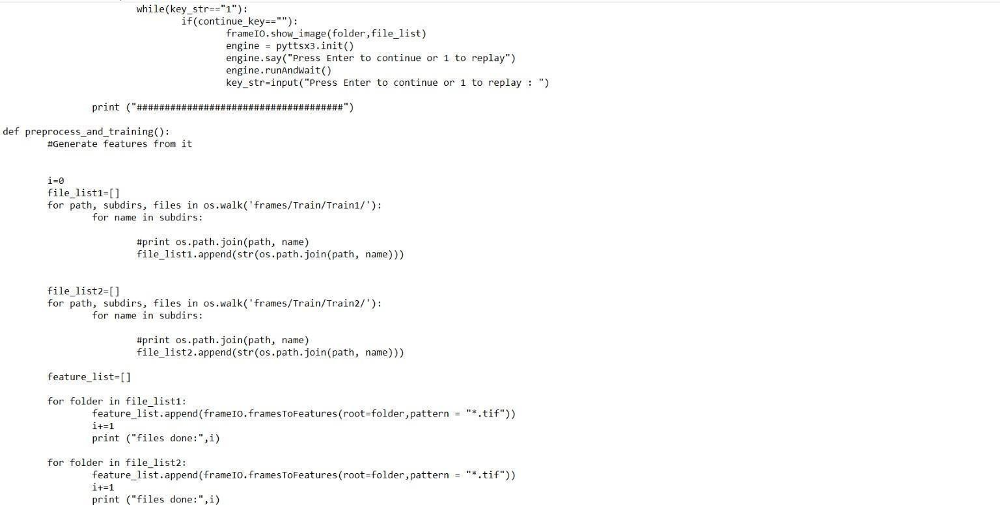 while(key_str=="1"):
if(continue_key==""):
frameIO.show_image(folder,file_list)
engine = pyttsx3.init()
engine.say("Press Enter to continue or 1 to replay")
engine.runAndWait()
key_str=input("Press Enter to continue or 1 to replay : ")
print ("#####################################")
def preprocess_and_training():
#Generate features from it
i=0
file_list1=[]
for path, subdirs, files in os.walk('frames/Train/Train1/'):
for name in subdirs:
#print os.path.join(path, name)
file_list1.append(str(os.path.join(path, name)))
file_list2=[]
for path, subdirs, files in os.walk('frames/Train/Train2/'):
for name in subdirs:
#print os.path.join(path, name)
file_list2.append(str(os.path.join(path, name)))
feature_list=[]
for folder in file_list1:
feature_list.append(frameIO.framesToFeatures(root=folder,pattern = "*.tif"))
i+=1
print ("files done:",i)
for folder in file_list2:
feature_list.append(frameIO.framesToFeatures(root=folder,pattern = "*.tif"))
i+=1
print ("files done:",i)